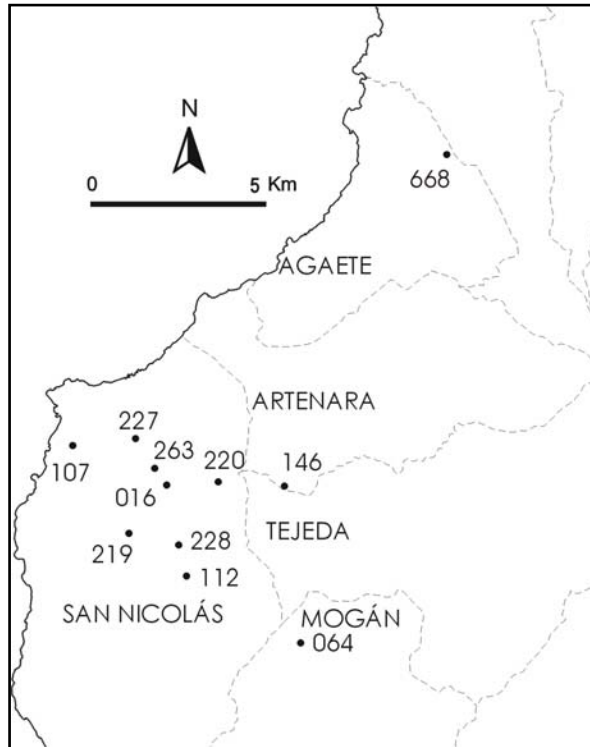 N
0 5 Km
668
AGAETE
ARTENARA
227
263
220
146
107
016
TEJEDA
219
228
112
SAN NICOLÁS
MOGÁN
064